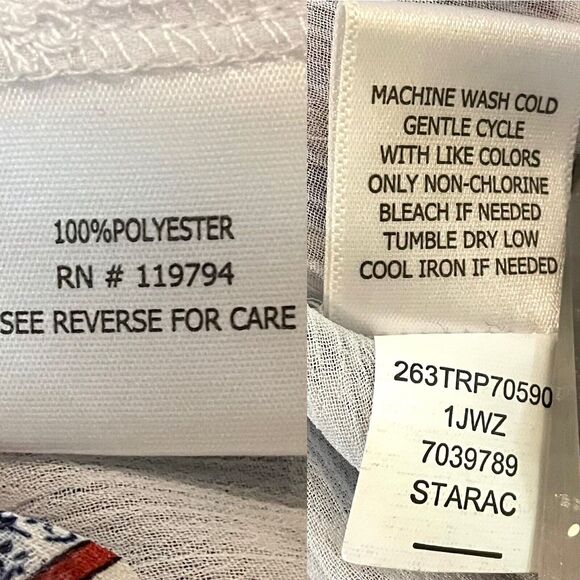 100%POLYESTER
RN # 119794
SEE REVERSE FOR CARE
MACHINE WASH COLD
GENTLE CYCLE
WITH LIKE COLORS
ONLY NON-CHLORINE
BLEACH IF NEEDED
TUMBLE DRY LOW
COOL IRON IF NEEDED
263TRP70590
1JWZ
7039789
STARAC